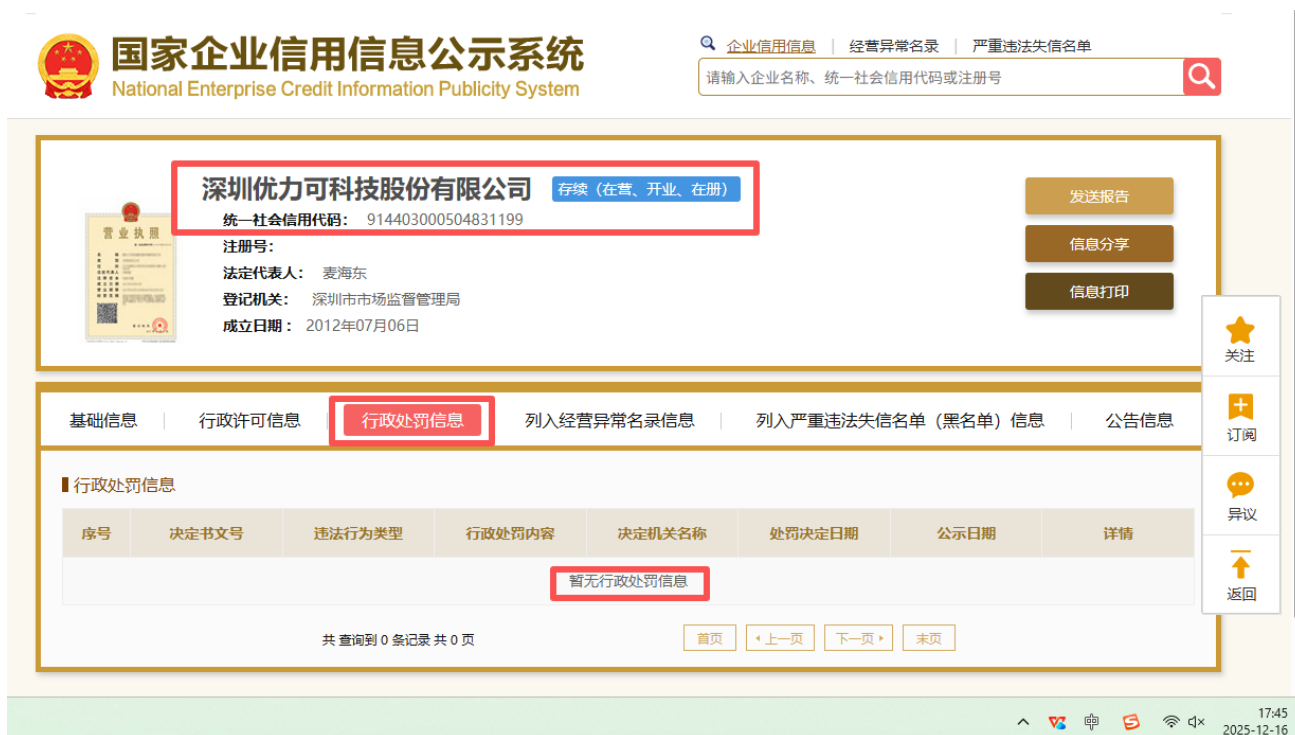 国家企业信用信息公示系统
National Enterprise Credit Information Publicity System
企业信用信息 | 经营异常名录 | 严重违法失信名单
请输入企业名称、统一社会信用代码或注册号
深圳优力可科技股份有限公司 存续（在营、开业、在册）
统一社会信用代码： 914403000504831199
注册号：
法定代表人： 麦海东
登记机关： 深圳市市场监督管理局
成立日期： 2012年07月06日
营业执照
发送报告
信息分享
信息打印
关注
订阅
异议
返回
基础信息 | 行政许可信息 | 行政处罚信息 列入经营异常名录信息 | 列入严重违法失信名单（黑名单）信息 | 公告信息
行政处罚信息
序号 决定书文号 违法行为类型 行政处罚内容 决定机关名称 处罚决定日期 公示日期 详情
暂无行政处罚信息
共 查询到 0 条记录 共 0 页 首页 上一页 下一页 末页
中
17:45
2025-12-16